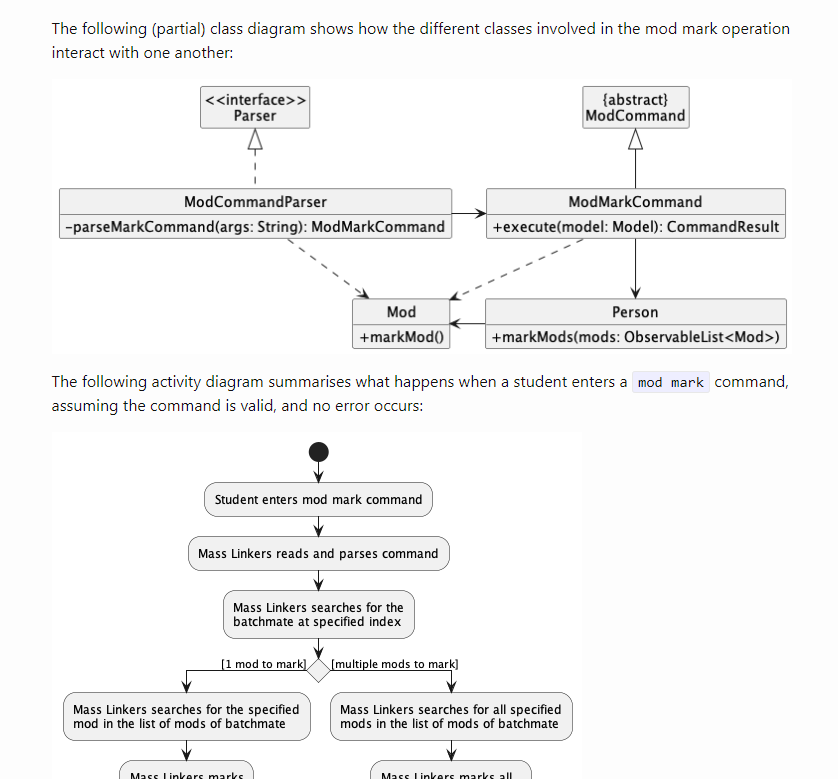 The following (partial) class diagram shows how the different classes involved in the mod mark operation
interact with one another:
<<interface>>
Parser
{abstract}
ModCommand
ModCommandParser
-parseMarkCommand(args: String): ModMarkCommand
ModMarkCommand
+execute(model: Model): CommandResult
Mod
+markMod()
Person
+markMods(mods: ObservableList<Mod>)
The following activity diagram summarises what happens when a student enters a mod mark command,
assuming the command is valid, and no error occurs:
Student enters mod mark command
Mass Linkers reads and parses command
Mass Linkers searches for the
batchmate at specified index
[1 mod to mark]
[multiple mods to mark]
Mass Linkers searches for the specified
mod in the list of mods of batchmate
Mass Linkers searches for all specified
mods in the list of mods of batchmate
Mass Linkers marks
Mass Linkers marks all